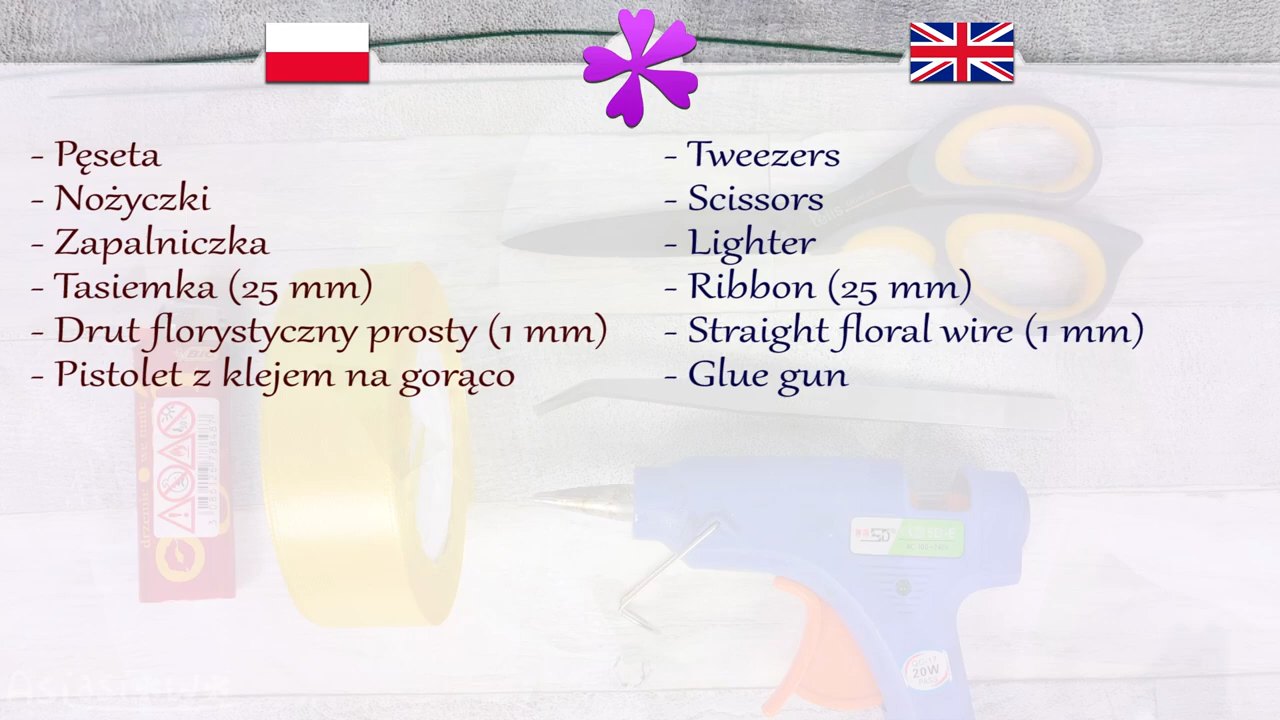 - Pęseta
- Nożyczki
- Zapalniczka
- Tasiemka (25 mm)
- Drut florystyczny prosty (1 mm)
- Pistolet z klejem na gorąco
- Tweezers
- Scissors
- Lighter
- Ribbon (25 mm)
- Straight floral wire (1 mm)
- Glue gun
20W